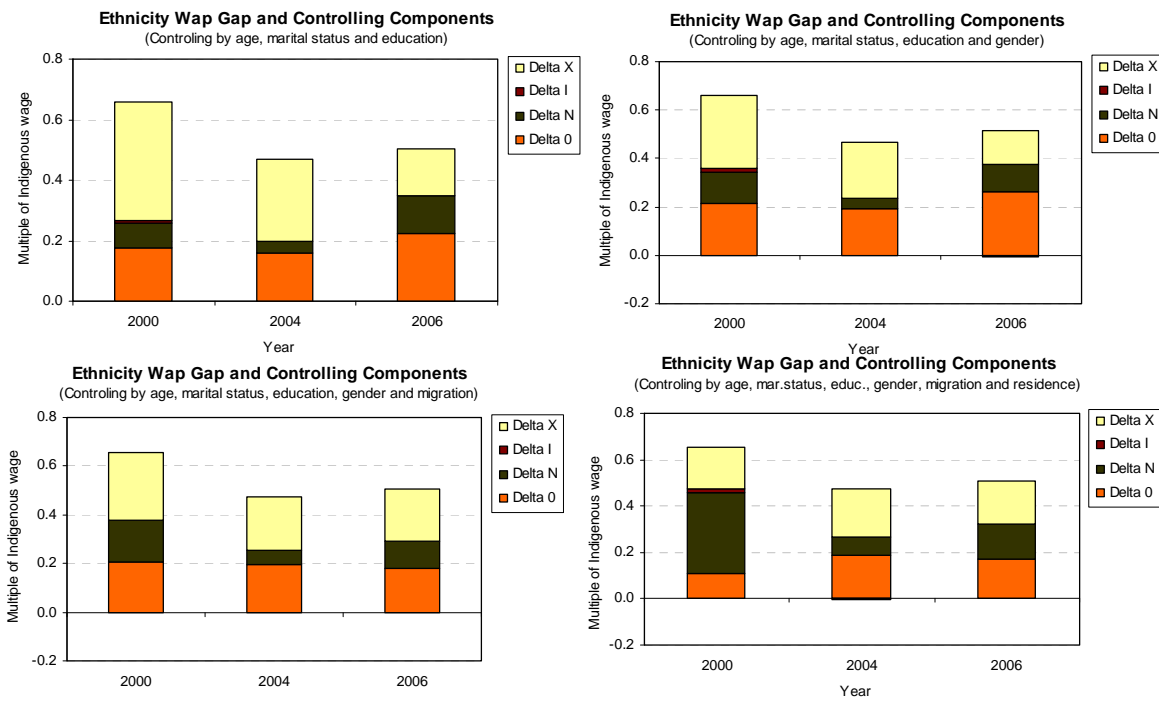 Ethnicity Wap Gap and Controlling Components
(Controling by age, marital status and education)
Multiple of Indigenous wage
0.8
0.6
0.4
0.2
0.0
2000
2004
2006
Year
Delta X
Delta I
Delta N
Delta 0
Ethnicity Wap Gap and Controlling Components
(Controling by age, marital status, education and gender)
Multiple of Indigenous wage
0.8
0.6
0.4
0.2
0.0
-0.2
2000
2004
2006
Year
Delta X
Delta I
Delta N
Delta 0
Ethnicity Wap Gap and Controlling Components
(Controling by age, marital status, education, gender and migration)
Multiple of Indigenous wage
0.8
0.6
0.4
0.2
0.0
-0.2
2000
2004
2006
Delta X
Delta I
Delta N
Delta 0
Ethnicity Wap Gap and Controlling Components
(Controling by age, mar.status, educ., gender, migration and residence)
Multiple of Indigenous wage
0.8
0.6
0.4
0.2
0.0
-0.2
2000
2004
2006
Year
Delta X
Delta I
Delta N
Delta 0